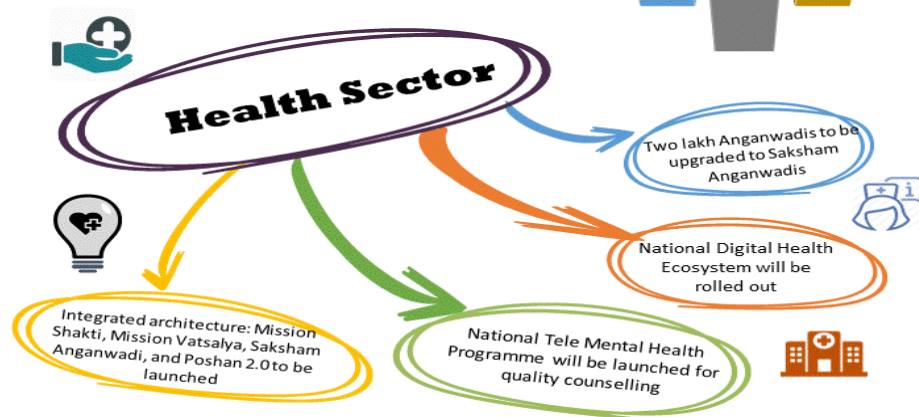 Health Sector
Two lakh Anganwadis to be
upgraded to Saksham
Anganwadis
National Digital Health
Ecosystem will be
rolled out
Integrated architecture: Mission
Shakti, Mission Vatsalya, Saksham
Anganwadi, and Poshan 2.0 to be
launched
National Tele Mental Health
Programme will be launched for
quality counselling